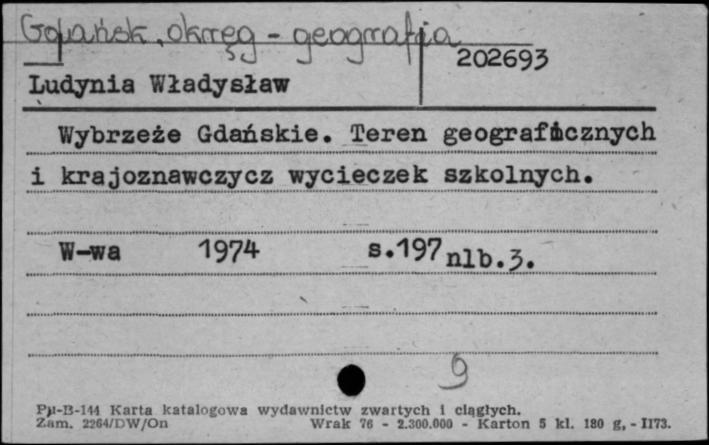 Gdańsk, okręg - geografia
202693
Ludynia Władysław
Wybrzeże Gdańskie. Teren geograficznych
i krajoznawczycz wycieczek szkolnych.
W-wa 1974 s.197 nlb.3.
9
Pu-B-144 Karta katalogowa wydawnictw zwartych i ciągłych.
Zam. 2264/DW/On Wrak 76 - 2.300.000 - Karton 5 kl. 180 g, - I173.